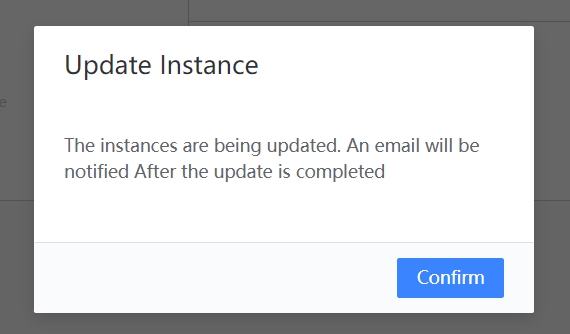 Update Instance
The instances are being updated. An email will be
notified After the update is completed
Confirm